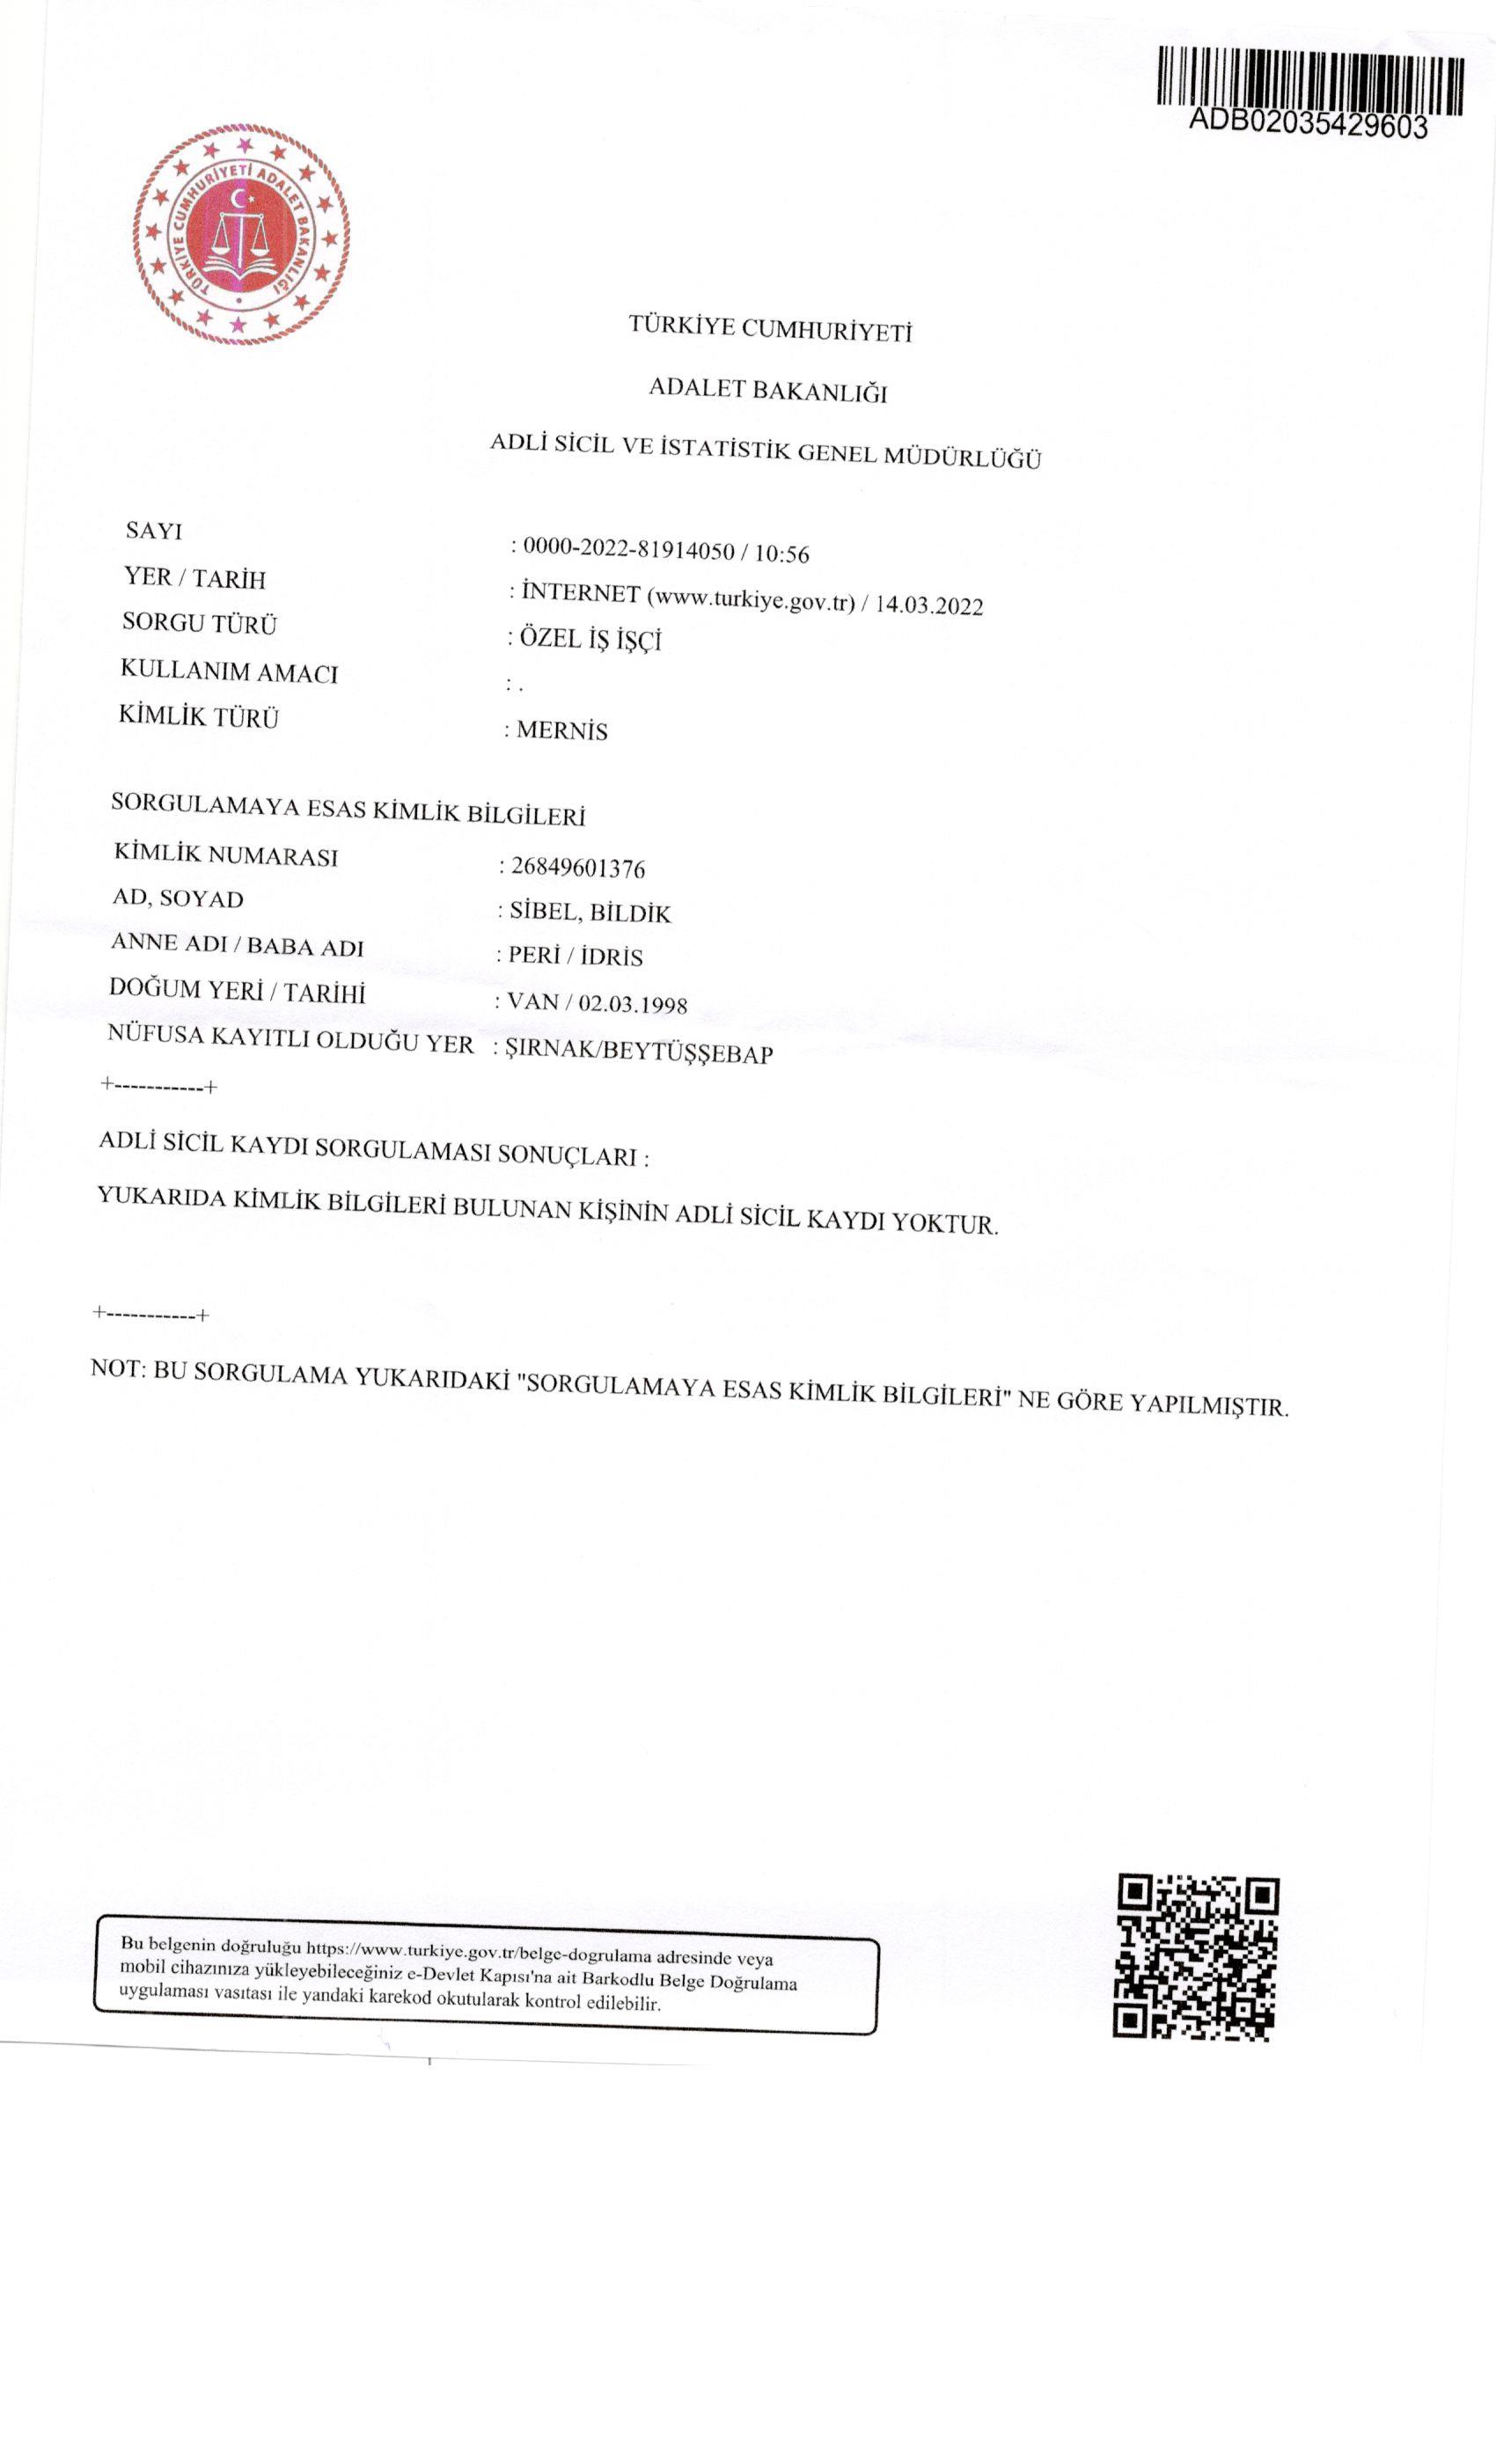 ADB02035429603
TÜRKİYE CUMHURİYETİ ADALET BAKANLIĞI
TÜRKİYE CUMHURİYETİ
ADALET BAKANLIĞI
ADLİ SİCİL VE İSTATİSTİK GENEL MÜDÜRLÜĞÜ
SAYI : 0000-2022-81914050 / 10:56
YER / TARİH : İNTERNET (www.turkiye.gov.tr) / 14.03.2022
SORGU TÜRÜ : ÖZEL İŞ İŞÇİ
KULLANIM AMACI : .
KİMLİK TÜRÜ : MERNİS
SORGULAMAYA ESAS KİMLİK BİLGİLERİ
KİMLİK NUMARASI : 26849601376
AD, SOYAD : SİBEL, BİLDİK
ANNE ADI / BABA ADI : PERİ / İDRİS
DOĞUM YERİ / TARİHİ : VAN / 02.03.1998
NÜFUSA KAYITLI OLDUĞU YER : ŞIRNAK/BEYTÜŞŞEBAP
+-----------+
ADLİ SİCİL KAYDI SORGULAMASI SONUÇLARI :
YUKARIDA KİMLİK BİLGİLERİ BULUNAN KİŞİNİN ADLİ SİCİL KAYDI YOKTUR.
+-----------+
NOT: BU SORGULAMA YUKARIDAKİ "SORGULAMAYA ESAS KİMLİK BİLGİLERİ" NE GÖRE YAPILMIŞTIR.
Bu belgenin doğruluğu https://www.turkiye.gov.tr/belge-dogrulama adresinde veya
mobil cihazınıza yükleyebileceğiniz e-Devlet Kapısı'na ait Barkodlu Belge Doğrulama
uygulaması vasıtası ile yandaki karekod okutularak kontrol edilebilir.